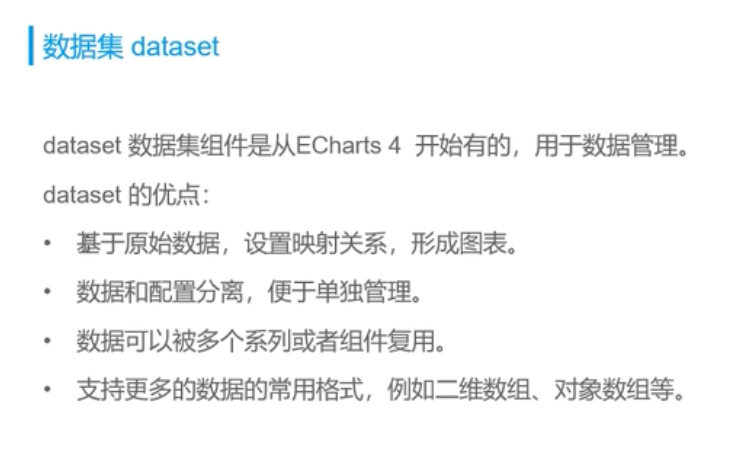 数据集 dataset
dataset 数据集组件是从ECharts 4 开始有的，用于数据管理。
dataset 的优点：
• 基于原始数据，设置映射关系，形成图表。
• 数据和配置分离，便于单独管理。
• 数据可以被多个系列或者组件复用。
• 支持更多的数据的常用格式，例如二维数组、对象数组等。